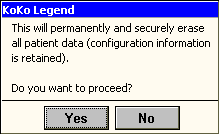 KoKo Legend
This will permanently and securely erase
all patient data (configuration information
is retained).
Do you want to proceed?
Yes No